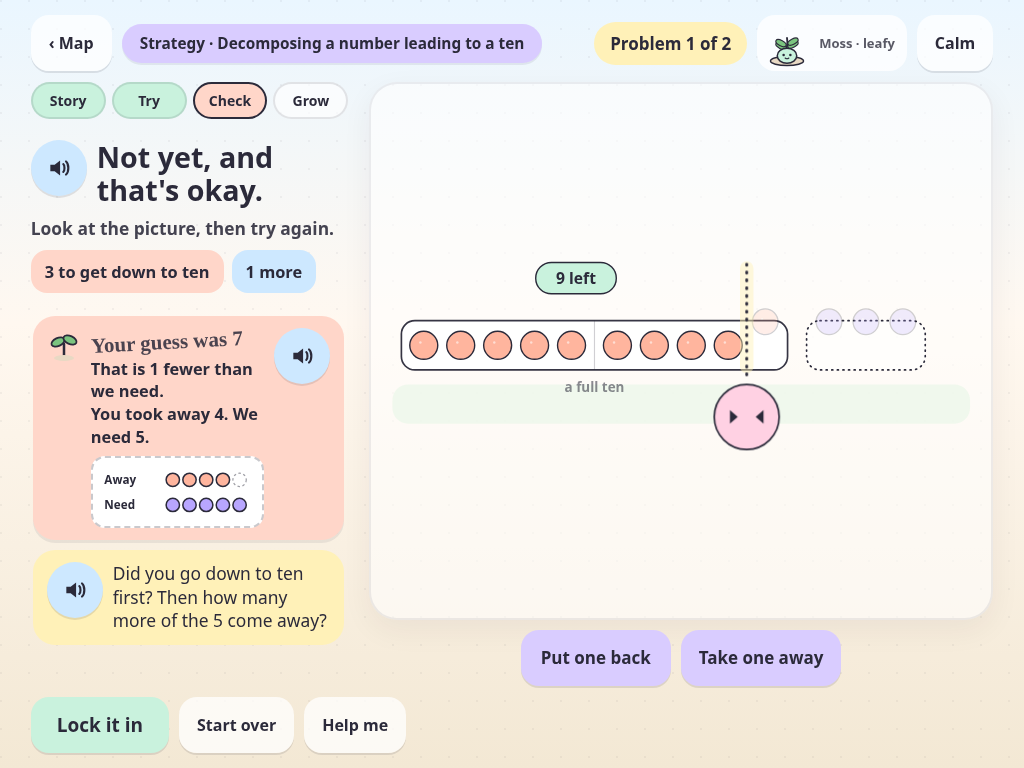 ‹ Map
Strategy · Decomposing a number leading to a ten
Problem 1 of 2
Moss · leafy
Calm
Story
Try
Check
Grow
Not yet, and
that's okay.
Look at the picture, then try again.
3 to get down to ten
1 more
Your guess was 7
That is 1 fewer than
we need.
You took away 4. We
need 5.
Away
Need
Did you go down to ten
first? Then how many
more of the 5 come away?
9 left
a full ten
Put one back
Take one away
Lock it in
Start over
Help me